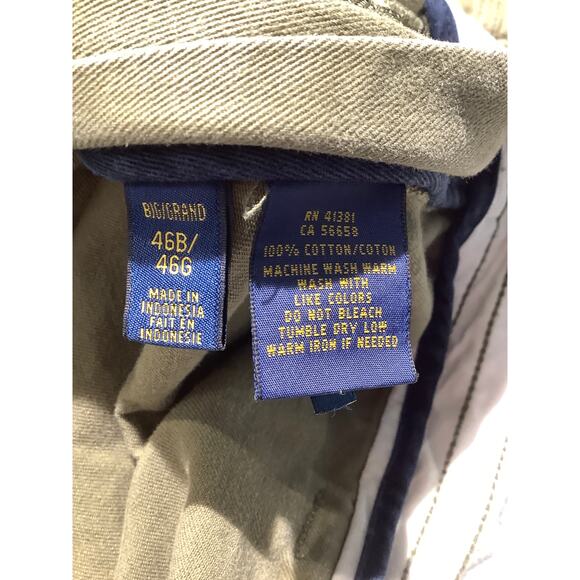 BIG/GRAND
46B/
46G
MADE IN
INDONESIA
FAIT EN
INDONESIE
RN 41381
CA 56658
100% COTTON/COTON
MACHINE WASH WARM
WASH WITH
LIKE COLORS
DO NOT BLEACH
TUMBLE DRY LOW
WARM IRON IF NEEDED